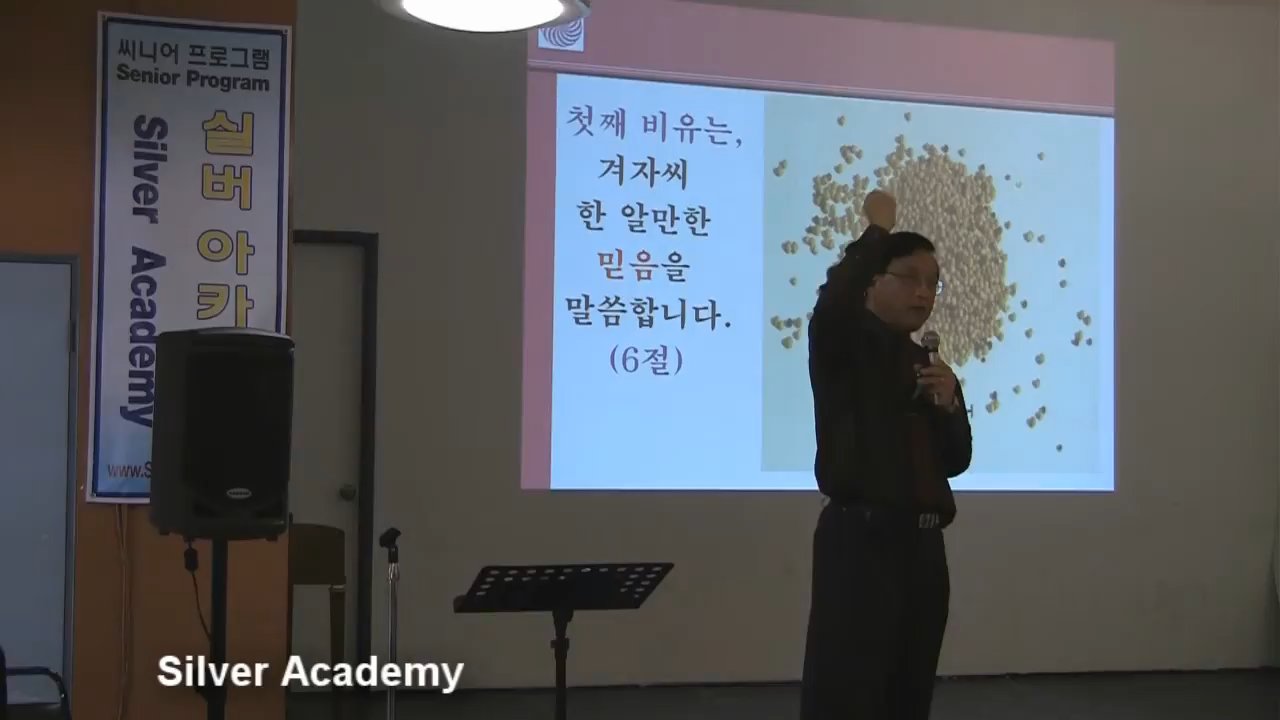 씨니어 프로그램
Senior Program
실버 아카
Silver Academy
www.S
첫째 비유는,
겨자씨
한 알만한
믿음을
말씀합니다.
(6절)
Silver Academy